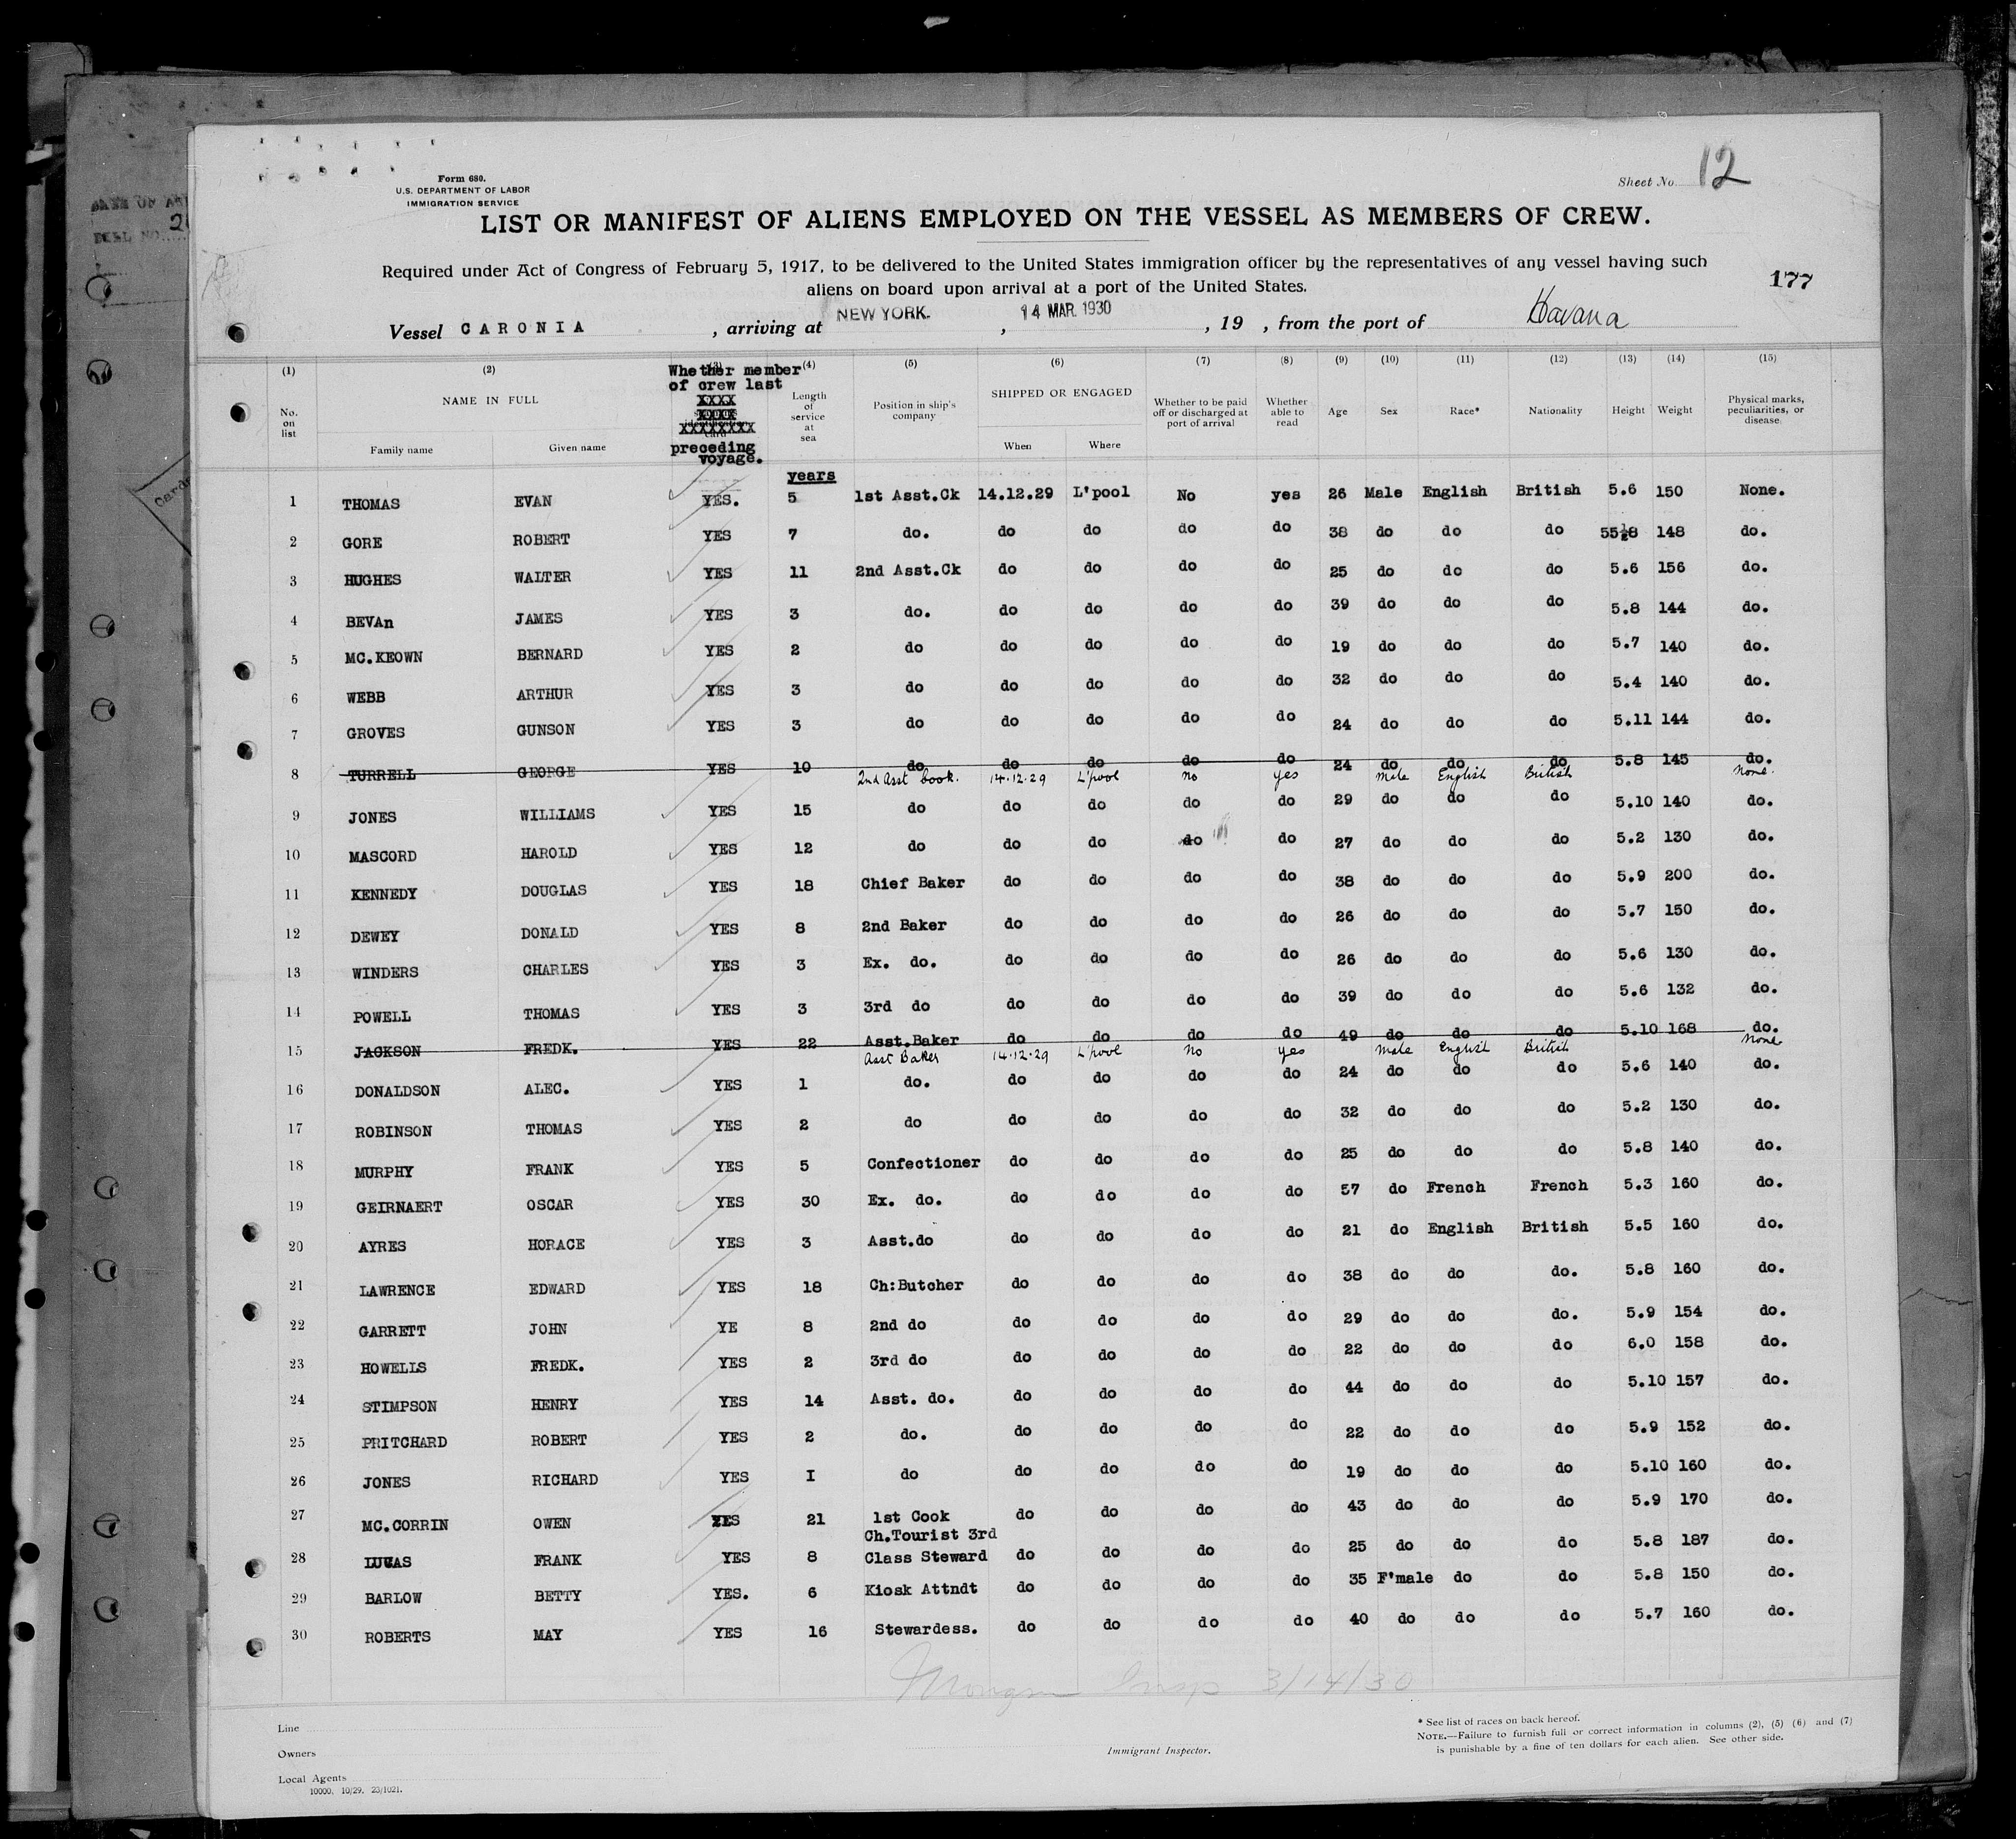 Form 680.
U.S. DEPARTMENT OF LABOR
IMMIGRATION SERVICE
Sheet No. 12
LIST OR MANIFEST OF ALIENS EMPLOYED ON THE VESSEL AS MEMBERS OF CREW.
Required under Act of Congress of February 5, 1917, to be delivered to the United States immigration officer by the representatives of any vessel having such
aliens on board upon arrival at a port of the United States.
177
Vessel CARONIA , arriving at NEW YORK. , 14 MAR. 1930 , 19 , from the port of Havana
(1) (2) (3) (4) (5) (6) (7) (8) (9) (10) (11) (12) (13) (14) (15)
No. on list NAME IN FULL Family name Given name Whether member of crew last XXXX XXXX XXXXXXXX preceding voyage. Length of service at sea Position in ship's company SHIPPED OR ENGAGED When Where Whether to be paid off or discharged at port of arrival Whether able to read Age Sex Race* Nationality Height Weight Physical marks, peculiarities, or disease
years
1 THOMAS EVAN YES. 5 1st Asst.Ck 14.12.29 L'pool No yes 26 Male English British 5.6 150 None.
2 GORE ROBERT YES 7 do. do do do do 38 do do do 55½8 148 do.
3 HUGHES WALTER YES 11 2nd Asst.Ck do do do do 25 do do do 5.6 156 do.
4 BEVAn JAMES YES 3 do. do do do do 39 do do do 5.8 144 do.
5 MC.KEOWN BERNARD YES 2 do do do do do 19 do do do 5.7 140 do.
6 WEBB ARTHUR YES 3 do do do do do 32 do do do 5.4 140 do.
7 GROVES GUNSON YES 3 do do do do do 24 do do do 5.11 144 do.
8 TURRELL GEORGE YES 10 do do do do do 24 do do do 5.8 145 do.
2nd Asst Cook. 14.12.29 L'pool No yes Male English British None.
9 JONES WILLIAMS YES 15 do do do do do 29 do do do 5.10 140 do.
10 MASCORD HAROLD YES 12 do do do do do 27 do do do 5.2 130 do.
11 KENNEDY DOUGLAS YES 18 Chief Baker do do do do 38 do do do 5.9 200 do.
12 DEWEY DONALD YES 8 2nd Baker do do do do 26 do do do 5.7 150 do.
13 WINDERS CHARLES YES 3 Ex. do. do do do do 26 do do do 5.6 130 do.
14 POWELL THOMAS YES 3 3rd do do do do do 39 do do do 5.6 132 do.
15 JACKSON FREDK. YES 22 Asst.Baker do do do do 49 do do do 5.10 168 do.
Asst Baker 14.12.29 L'pool No yes Male English British None
16 DONALDSON ALEC. YES 1 do. do do do do 24 do do do 5.6 140 do.
17 ROBINSON THOMAS YES 2 do do do do do 32 do do do 5.2 130 do.
18 MURPHY FRANK YES 5 Confectioner do do do do 25 do do do 5.8 140 do.
19 GEIRNAERT OSCAR YES 30 Ex. do. do do do do 57 do French French 5.3 160 do.
20 AYRES HORACE YES 3 Asst.do do do do do 21 do English British 5.5 160 do.
21 LAWRENCE EDWARD YES 18 Ch:Butcher do do do do 38 do do do. 5.8 160 do.
22 GARRETT JOHN YE 8 2nd do do do do do 29 do do do. 5.9 154 do.
23 HOWELLS FREDK. YES 2 3rd do do do do do 22 do do do 6.0 158 do.
24 STIMPSON HENRY YES 14 Asst. do. do do do do 44 do do do 5.10 157 do.
25 PRITCHARD ROBERT YES 2 do. do do do do 22 do do do 5.9 152 do.
26 JONES RICHARD YES I do do do do do 19 do do do 5.10 160 do.
27 MC.CORRIN OWEN YES 21 1st Cook do do do do 43 do do do 5.9 170 do.
Ch.Tourist 3rd
28 LUCAS FRANK YES 8 Class Steward do do do do 25 do do do 5.8 187 do.
29 BARLOW BETTY YES. 6 Kiosk Attndt do do do do 35 F'male do do 5.8 150 do.
30 ROBERTS MAY YES 16 Stewardess. do do do do 40 do do do 5.7 160 do.
Insp 3/14/30
Line
Owners
Local Agents
10000, 10/29, 23/1021.
Immigrant Inspector.
* See list of races on back hereof.
NOTE.—Failure to furnish full or correct information in columns (2), (5) (6) and (7)
is punishable by a fine of ten dollars for each alien. See other side.